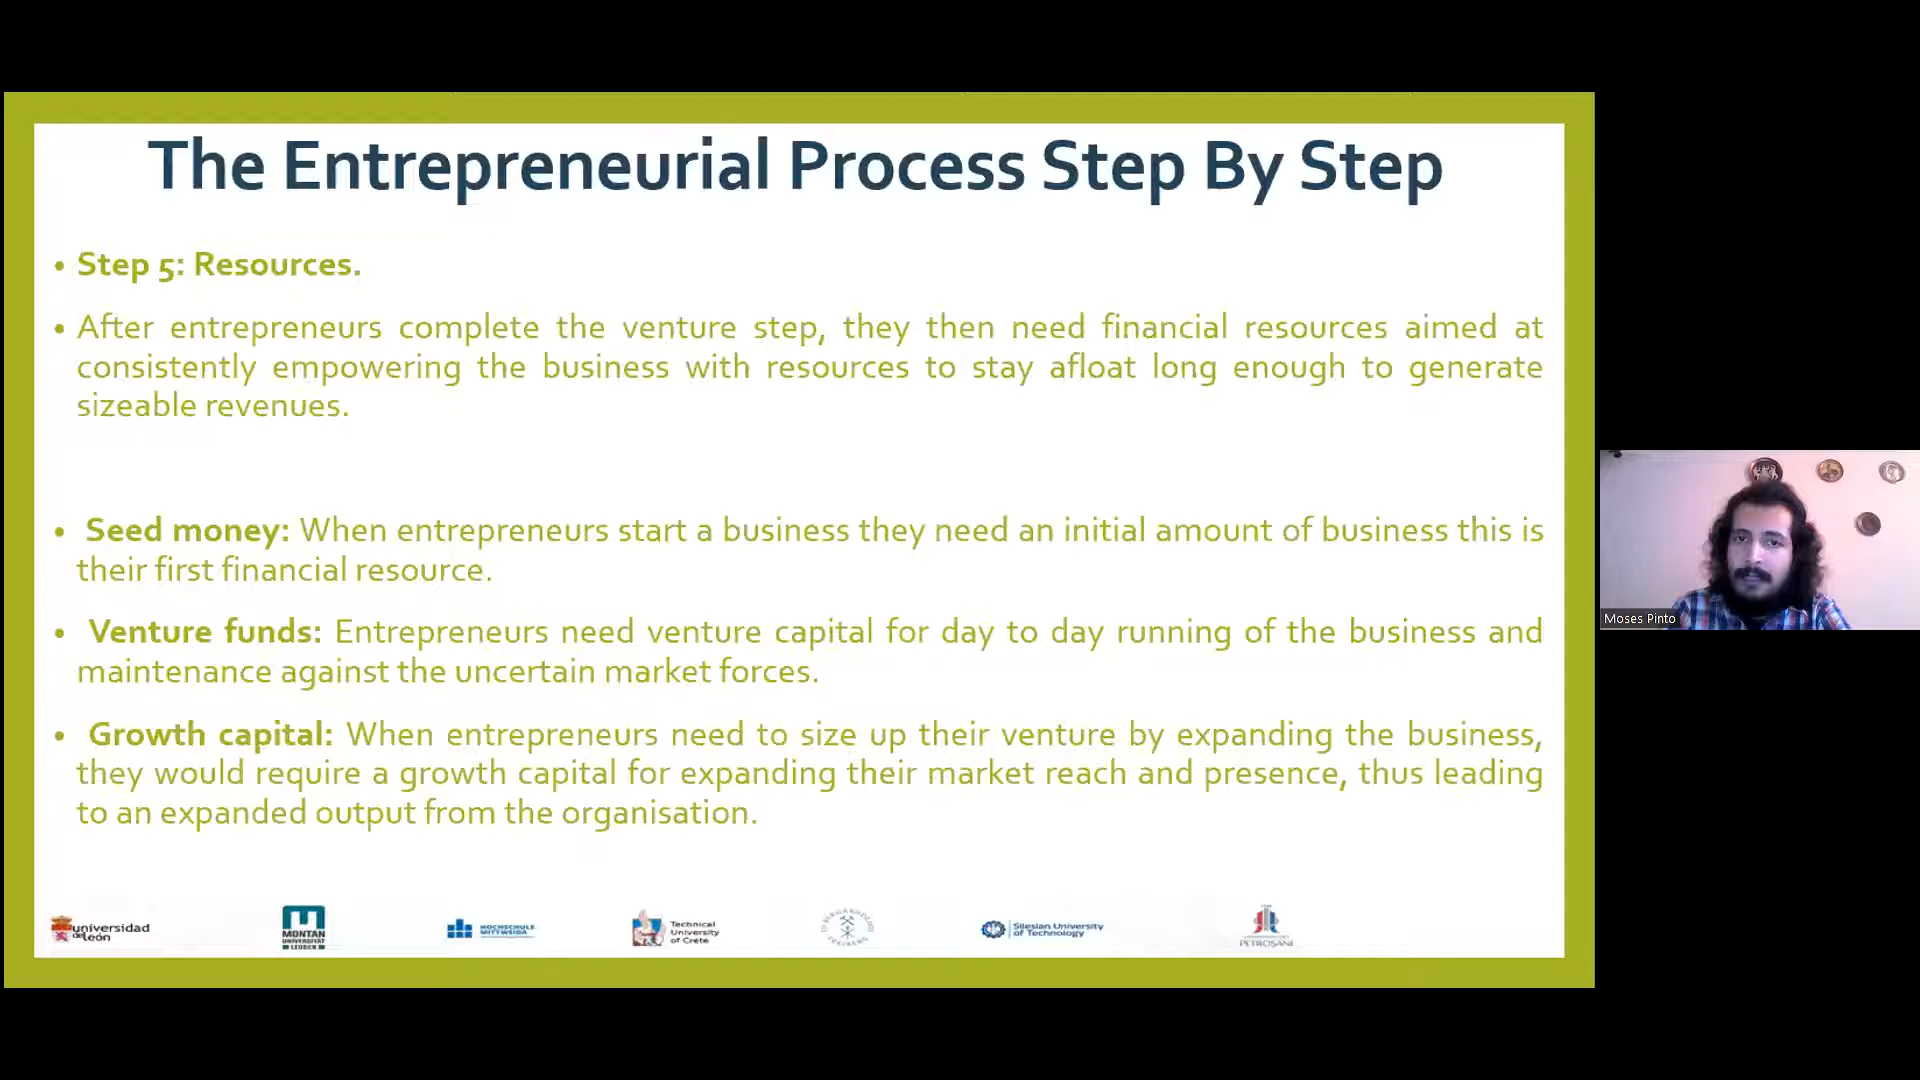 The Entrepreneurial Process Step By Step
• Step 5: Resources.
• After entrepreneurs complete the venture step, they then need financial resources aimed at
consistently empowering the business with resources to stay afloat long enough to generate
sizeable revenues.
• Seed money: When entrepreneurs start a business they need an initial amount of business this is
their first financial resource.
• Venture funds: Entrepreneurs need venture capital for day to day running of the business and
maintenance against the uncertain market forces.
• Growth capital: When entrepreneurs need to size up their venture by expanding the business,
they would require a growth capital for expanding their market reach and presence, thus leading
to an expanded output from the organisation.
Moses Pinto
universidad
de león
MONTAN
UNIVERSITÄT
LEOBEN
HOCHSCHULE
MITTWEIDA
Technical
University
of Crete
Silesian University
of Technology
PETROȘANI